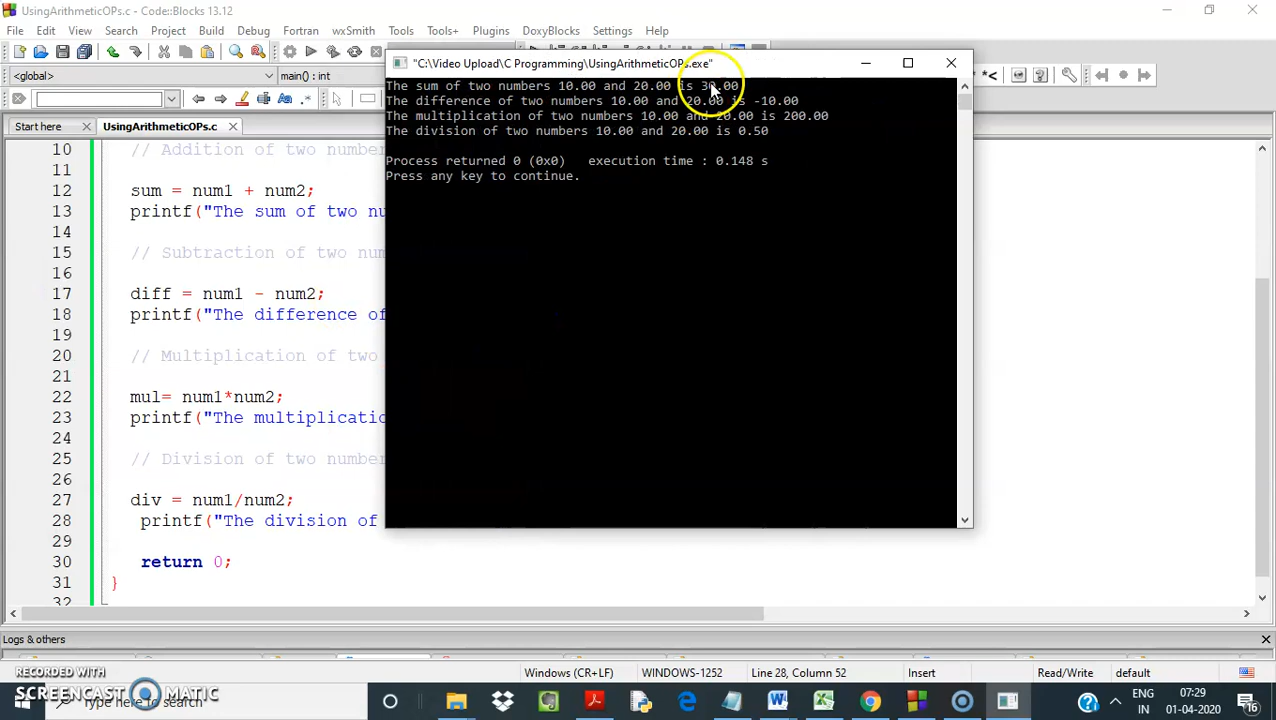 UsingArithmeticOPs.c - Code::Blocks 13.12
File Edit View Search Project Build Debug Fortran wxSmith Tools Tools+ Plugins DoxyBlocks Settings Help
<global>
main() : int
Start here
UsingArithmeticOPs.c
"C:\Video Upload\C Programming\UsingArithmeticOPs.exe"
The sum of two numbers 10.00 and 20.00 is 30.00
The difference of two numbers 10.00 and 20.00 is -10.00
The multiplication of two numbers 10.00 and 20.00 is 200.00
The division of two numbers 10.00 and 20.00 is 0.50
Process returned 0 (0x0)   execution time : 0.148 s
Press any key to continue.
10 // Addition of two number
11
12 sum = num1 + num2;
13 printf("The sum of two nu
14
15 // Subtraction of two num
16
17 diff = num1 - num2;
18 printf("The difference of
19
20 // Multiplication of two
21
22 mul= num1*num2;
23 printf("The multiplicatio
24
25 // Division of two number
26
27 div = num1/num2;
28 printf("The division of
29
30 return 0;
31 }
32
Logs & others
Windows (CR+LF) WINDOWS-1252 Line 28, Column 52 Insert Read/Write default
RECORDED WITH
SCREENCAST MATIC
Type here to search
ENG
IN
07:29
01-04-2020
16